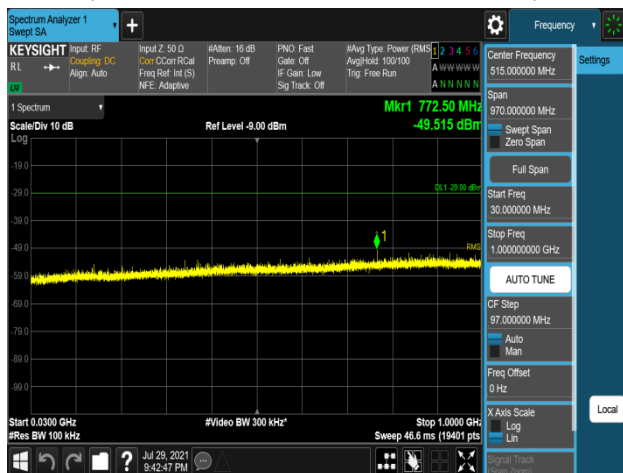 Spectrum Analyzer 1
Swept SA
+
Frequency
KEYSIGHT
RL
Input: RF
Coupling: DC
Align: Auto
Input Z: 50 Ω
Corr CCorr RCal
Freq Ref: Int (S)
NFE: Adaptive
#Atten: 16 dB
Preamp: Off
PNO: Fast
Gate: Off
IF Gain: Low
Sig Track: Off
#Avg Type: Power (RMS
Avg|Hold: 100/100
Trig: Free Run
1 2 3 4 5 6
A W W W W W
A N N N N N
1 Spectrum
Mkr1 772.50 MHz
Scale/Div 10 dB
Ref Level -9.00 dBm
-49.515 dBm
Log
-19.0
DL1 -29.00 dBm
-29.0
-39.0
1
RMS
-49.0
-59.0
-69.0
-79.0
-89.0
-99.0
Start 0.0300 GHz
#Video BW 300 kHz*
Stop 1.0000 GHz
#Res BW 100 kHz
Sweep 46.6 ms (19401 pts
?
Jul 29, 2021
9:42:47 PM
Center Frequency
515.000000 MHz
Settings
Span
970.000000 MHz
Swept Span
Zero Span
Full Span
Start Freq
30.000000 MHz
Stop Freq
1.000000000 GHz
AUTO TUNE
CF Step
97.000000 MHz
Auto
Man
Freq Offset
0 Hz
X Axis Scale
Log
Lin
Local
Signal Track
(Span Zoom)